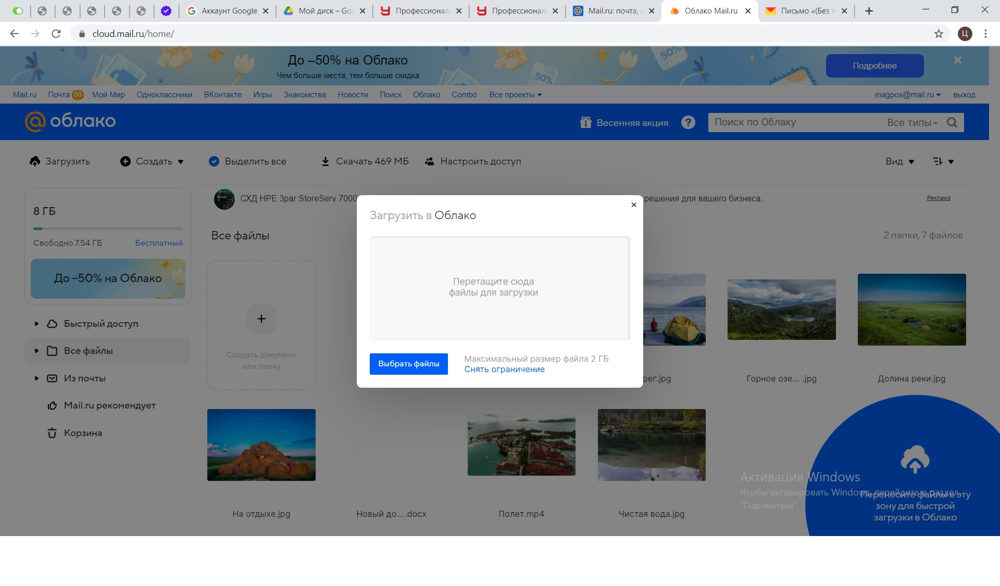 Аккаунт Google
Мой диск – Goo
Профессионал
Профессионал
Mail.ru: почта,
Облако Mail.ru
Письмо «(Без т
cloud.mail.ru/home/
Ц
30%
30%
50%
50%
До –50% на Облако
Чем больше места, тем больше скидка
Подробнее
Mail.ru Почта 88 Мой Мир Одноклассники ВКонтакте Игры Знакомства Новости Поиск Облако Combo Все проекты
magpos@mail.ru выход
@ облако
Весенняя акция
?
Поиск по Облаку
Все типы
Загрузить
Создать
Выделить все
Скачать 469 МБ
Настроить доступ
Вид
8 ГБ
Свободно 7.54 ГБ
Бесплатный
До –50% на Облако
Быстрый доступ
Все файлы
Из почты
Mail.ru рекомендует
Корзина
СХД HPE 3par StoreServ 7000
решения для вашего бизнеса.
Реклама
Все файлы
2 папки, 7 файлов
Создать документ
или папку
Загрузить в Облако
Перетащите сюда
файлы для загрузки
Выбрать файлы
Максимальный размер файла 2 ГБ
Снять ограничение
рег.jpg
Горное озе... .jpg
Долина реки.jpg
На отдыхе.jpg
Новый до... .docx
Полет.mp4
Чистая вода.jpg
Активация Windows
Чтобы активировать Windows, перейдите в раздел
"Параметры".
Перенесите файлы в эту
зону для быстрой
загрузки в Облако